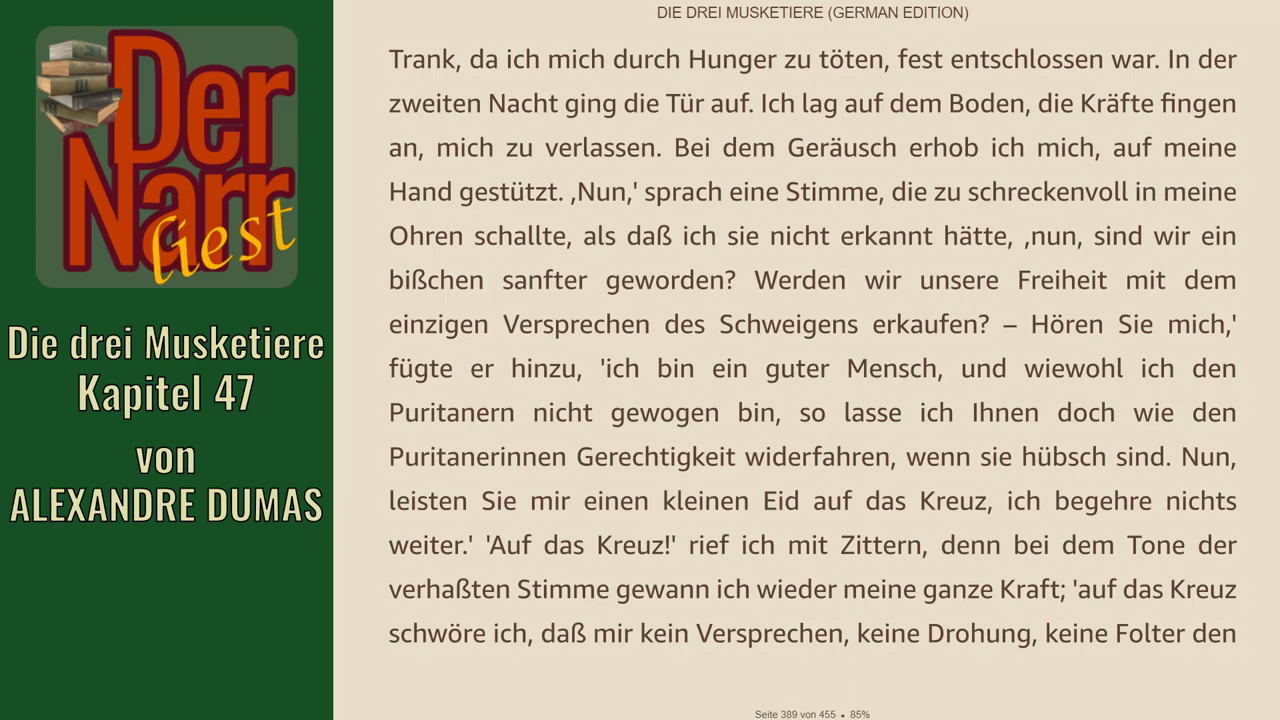 Der
Narr
liest
Die drei Musketiere
Kapitel 47
von
ALEXANDRE DUMAS
DIE DREI MUSKETIERE (GERMAN EDITION)
Trank, da ich mich durch Hunger zu töten, fest entschlossen war. In der
zweiten Nacht ging die Tür auf. Ich lag auf dem Boden, die Kräfte fingen
an, mich zu verlassen. Bei dem Geräusch erhob ich mich, auf meine
Hand gestützt. ‚Nun,' sprach eine Stimme, die zu schreckenvoll in meine
Ohren schallte, als daß ich sie nicht erkannt hätte, ‚nun, sind wir ein
bißchen sanfter geworden? Werden wir unsere Freiheit mit dem
einzigen Versprechen des Schweigens erkaufen? – Hören Sie mich,'
fügte er hinzu, 'ich bin ein guter Mensch, und wiewohl ich den
Puritanern nicht gewogen bin, so lasse ich Ihnen doch wie den
Puritanerinnen Gerechtigkeit widerfahren, wenn sie hübsch sind. Nun,
leisten Sie mir einen kleinen Eid auf das Kreuz, ich begehre nichts
weiter.' 'Auf das Kreuz!' rief ich mit Zittern, denn bei dem Tone der
verhaßten Stimme gewann ich wieder meine ganze Kraft; 'auf das Kreuz
schwöre ich, daß mir kein Versprechen, keine Drohung, keine Folter den
Seite 389 von 455 • 85%